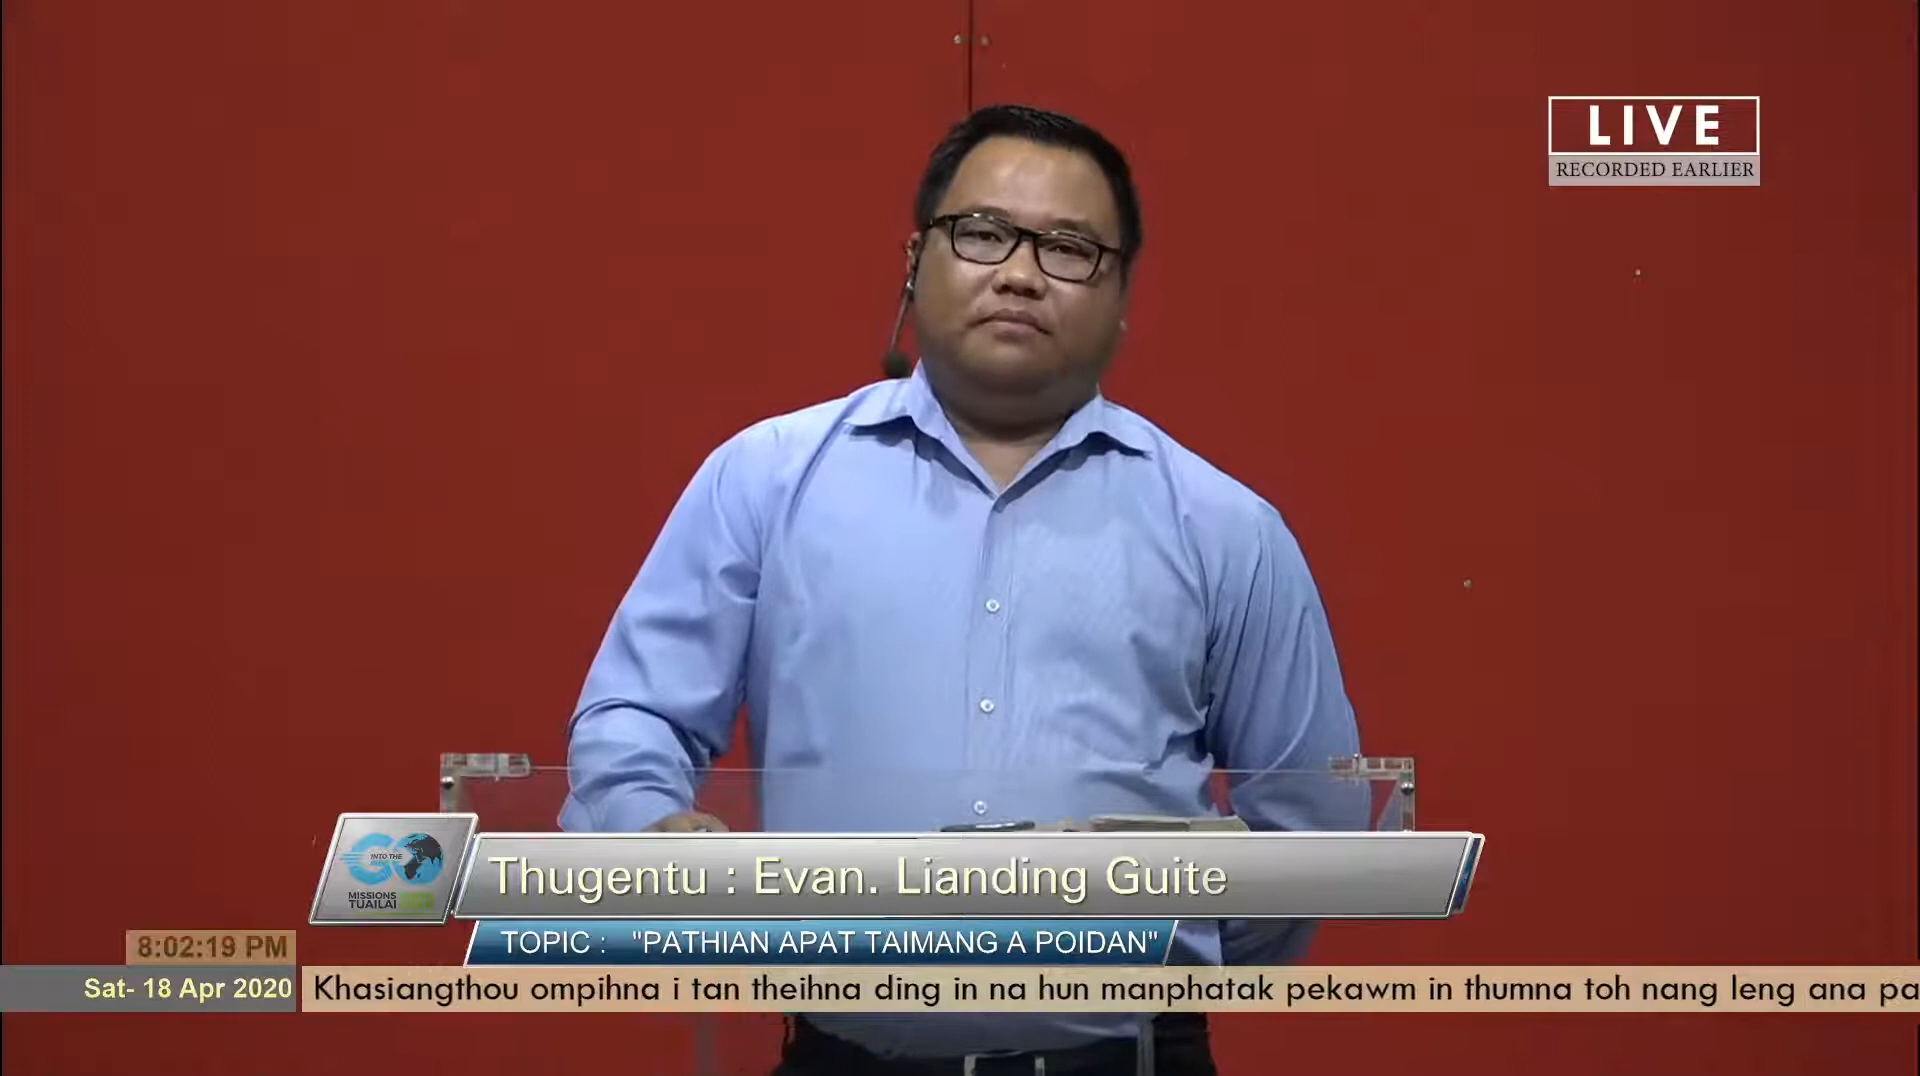 LIVE
RECORDED EARLIER
GO
INTO THE
MISSIONS
TUAILAI
Thugentu : Evan. Lianding Guite
TOPIC : "PATHIAN APAT TAIMANG A POIDAN"
8:02:19 PM
Sat- 18 Apr 2020
Khasiangthou ompihna i tan theihna ding in na hun manphatak pekawm in thumna toh nang leng ana pa